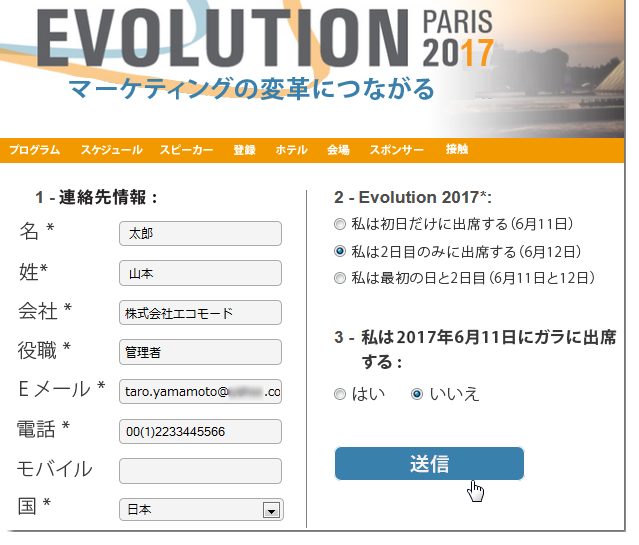 EVOLUTION PARIS
2017
マーケティングの変革につながる
プログラム スケジュール スピーカー 登録 ホテル 会場 スポンサー 接触
1 - 連絡先情報：
名 * 太郎
姓* 山本
会社 * 株式会社エコモード
役職 * 管理者
Eメール * taro.yamamoto@ .co
電話 * 00(1)2233445566
モバイル
国 * 日本
2 - Evolution 2017*:
私は初日だけに出席する（6月11日）
私は2日目のみに出席する（6月12日）
私は最初の日と2日目（6月11日と12日）
3 - 私は2017年6月11日にガラに出席
する：
はい いいえ
送信